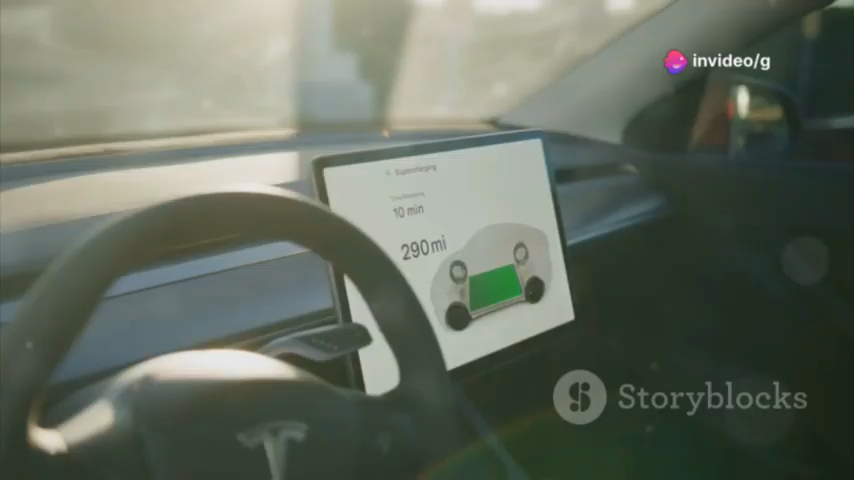 invideo/g
Supercharging
10 min
290 mi
Storyblocks